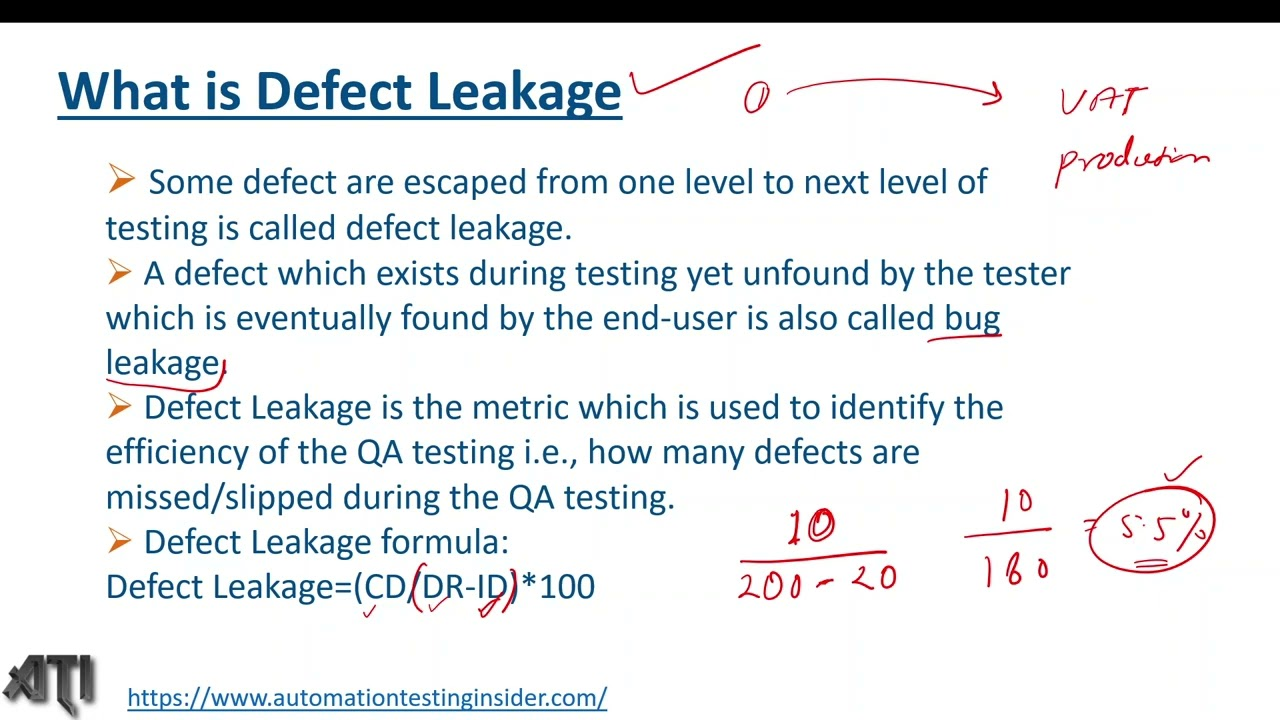 What is Defect Leakage
UAT
production
➢ Some defect are escaped from one level to next level of
testing is called defect leakage.
➢ A defect which exists during testing yet unfound by the tester
which is eventually found by the end-user is also called bug
leakage.
➢ Defect Leakage is the metric which is used to identify the
efficiency of the QA testing i.e., how many defects are
missed/slipped during the QA testing.
➢ Defect Leakage formula:
Defect Leakage=(CD/(DR-ID))*100
10
200 - 20
10
180
= 5.5%
ATI
https://www.automationtestinginsider.com/